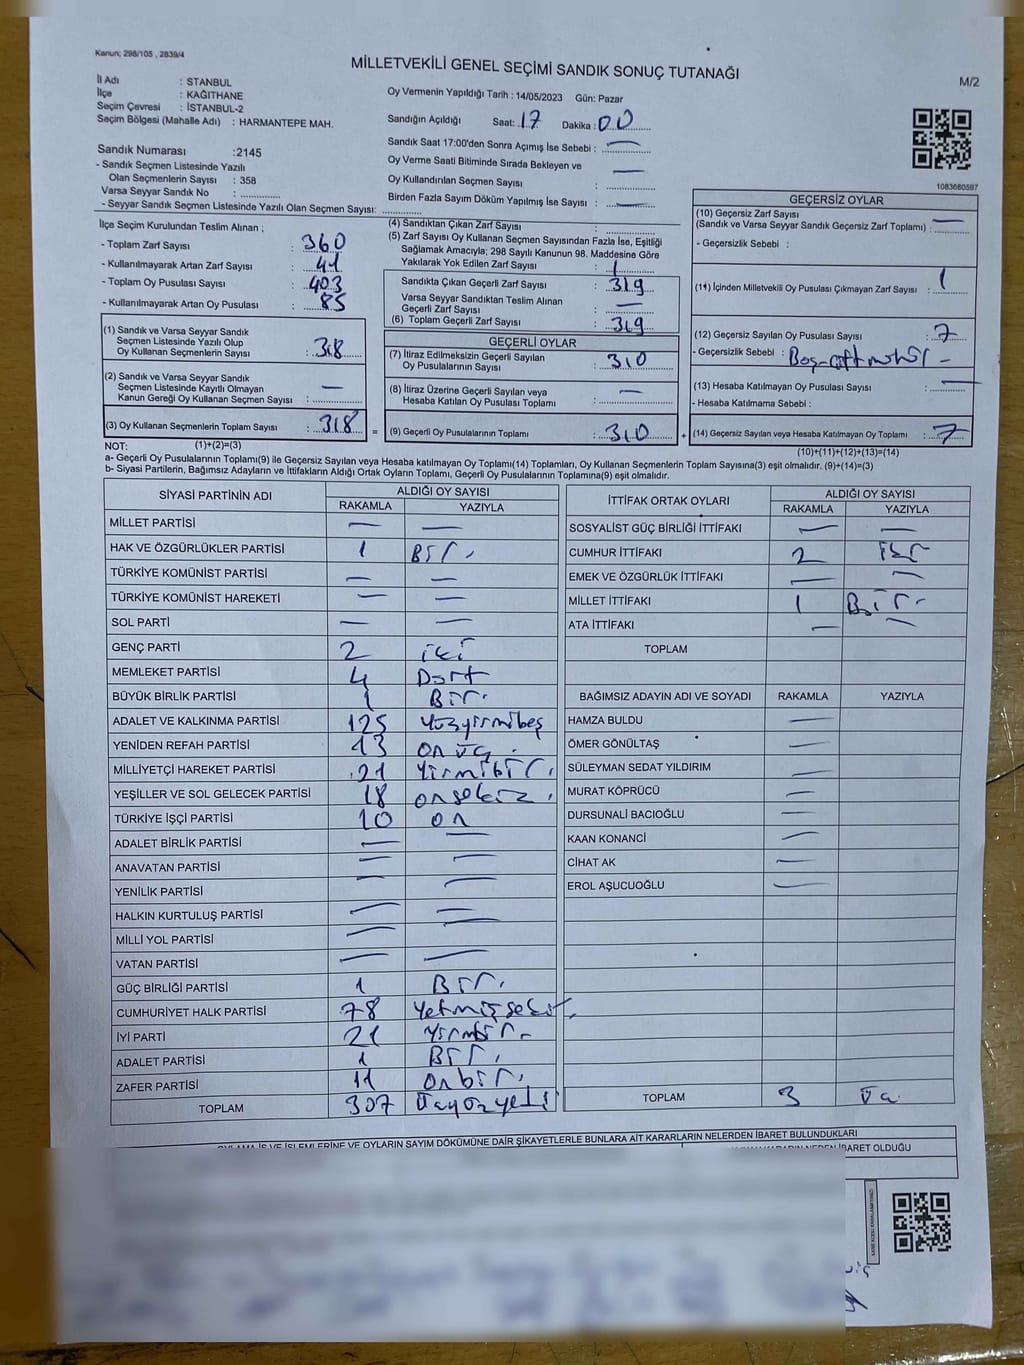 Kanun; 298/105 , 2839/4
MİLLETVEKİLİ GENEL SEÇİMİ SANDIK SONUÇ TUTANAĞI
M/2
İl Adı : STANBUL
İlçe : KAĞITHANE
Seçim Çevresi : İSTANBUL-2
Seçim Bölgesi (Mahalle Adı) : HARMANTEPE MAH.
Sandık Numarası :2145
- Sandık Seçmen Listesinde Yazılı
Olan Seçmenlerin Sayısı : 358
Varsa Seyyar Sandık No :
- Seyyar Sandık Seçmen Listesinde Yazılı Olan Seçmen Sayısı:
Oy Vermenin Yapıldığı Tarih : 14/05/2023 Gün: Pazar
Sandığın Açıldığı Saat: 17 Dakika : 00
Sandık Saat 17:00'den Sonra Açımış İse Sebebi : —
Oy Verme Saati Bitiminde Sırada Bekleyen ve
Oy Kullandırılan Seçmen Sayısı : —
Birden Fazla Sayım Döküm Yapılmış İse Sayısı : —
1083680597
İlçe Seçim Kurulundan Teslim Alınan ;
- Toplam Zarf Sayısı : 360
- Kullanılmayarak Artan Zarf Sayısı : 41
- Toplam Oy Pusulası Sayısı : 403
- Kullanılmayarak Artan Oy Pusulası : 85
(1) Sandık ve Varsa Seyyar Sandık
Seçmen Listesinde Yazılı Olup
Oy Kullanan Seçmenlerin Sayısı : 318
(2) Sandık ve Varsa Seyyar Sandık
Seçmen Listesinde Kayıtlı Olmayan
Kanun Gereği Oy Kullanan Seçmen Sayısı : —
(3) Oy Kullanan Seçmenlerin Toplam Sayısı : 318 =
(4) Sandıktan Çıkan Zarf Sayısı :
(5) Zarf Sayısı Oy Kullanan Seçmen Sayısından Fazla İse, Eşitliği
Sağlamak Amacıyla; 298 Sayılı Kanunun 98. Maddesine Göre
Yakılarak Yok Edilen Zarf Sayısı : 1
Sandıkta Çıkan Geçerli Zarf Sayısı : 319
Varsa Seyyar Sandıktan Teslim Alınan
Geçerli Zarf Sayısı : —
(6) Toplam Geçerli Zarf Sayısı : 319
GEÇERLİ OYLAR
(7) İtiraz Edilmeksizin Geçerli Sayılan
Oy Pusulalarının Sayısı : 310
(8) İtiraz Üzerine Geçerli Sayılan veya
Hesaba Katılan Oy Pusulası Toplamı : —
(9) Geçerli Oy Pusulalarının Toplamı : 310 +
GEÇERSİZ OYLAR
(10) Geçersiz Zarf Sayısı
(Sandık ve Varsa Seyyar Sandık Geçersiz Zarf Toplamı) : —
- Geçersizlik Sebebi :
(11) İçinden Milletvekili Oy Pusulası Çıkmayan Zarf Sayısı : 1
(12) Geçersiz Sayılan Oy Pusulası Sayısı : 7
- Geçersizlik Sebebi : Boş-çift mühür -
(13) Hesaba Katılmayan Oy Pusulası Sayısı : —
- Hesaba Katılmama Sebebi :
(14) Geçersiz Sayılan veya Hesaba Katılmayan Oy Toplamı : 7
NOT: (1)+(2)=(3)
(10)+(11)+(12)+(13)=(14)
a- Geçerli Oy Pusulalarının Toplamı(9) ile Geçersiz Sayılan veya Hesaba katılmayan Oy Toplamı(14) Toplamları, Oy Kullanan Seçmenlerin Toplam Sayısına(3) eşit olmalıdır. (9)+(14)=(3)
b- Siyasi Partilerin, Bağımsız Adayların ve İttifakların Aldığı Ortak Oyların Toplamı, Geçerli Oy Pusulalarının Toplamına(9) eşit olmalıdır.
SİYASİ PARTİNİN ADI ALDIĞI OY SAYISI
RAKAMLA YAZIYLA
MİLLET PARTİSİ — —
HAK VE ÖZGÜRLÜKLER PARTİSİ 1 Bir.
TÜRKİYE KOMÜNİST PARTİSİ — —
TÜRKİYE KOMÜNİST HAREKETİ — —
SOL PARTİ — —
GENÇ PARTİ 2 iki
MEMLEKET PARTİSİ 4 Dört
BÜYÜK BİRLİK PARTİSİ 1 Bir.
ADALET VE KALKINMA PARTİSİ 125 Yüzyirmibeş
YENİDEN REFAH PARTİSİ 13 on üç.
MİLLİYETÇİ HAREKET PARTİSİ 21 Yirmibir.
YEŞİLLER VE SOL GELECEK PARTİSİ 18 onsekiz.
TÜRKİYE İŞÇİ PARTİSİ 10 on
ADALET BİRLİK PARTİSİ — —
ANAVATAN PARTİSİ — —
YENİLİK PARTİSİ — —
HALKIN KURTULUŞ PARTİSİ — —
MİLLİ YOL PARTİSİ — —
VATAN PARTİSİ — —
GÜÇ BİRLİĞİ PARTİSİ 1 Bir.
CUMHURİYET HALK PARTİSİ 78 Yetmişsekiz.
İYİ PARTİ 21 Yirmbir.
ADALET PARTİSİ 1 Bir.
ZAFER PARTİSİ 11 Onbir.
TOPLAM 307 Üçyüzyedi
İTTİFAK ORTAK OYLARI ALDIĞI OY SAYISI
RAKAMLA YAZIYLA
SOSYALİST GÜÇ BİRLİĞİ İTTİFAKI — —
CUMHUR İTTİFAKI 2 iki
EMEK VE ÖZGÜRLÜK İTTİFAKI — —
MİLLET İTTİFAKI 1 Bir-
ATA İTTİFAKI — —
TOPLAM
BAĞIMSIZ ADAYIN ADI VE SOYADI RAKAMLA YAZIYLA
HAMZA BULDU —
ÖMER GÖNÜLTAŞ —
SÜLEYMAN SEDAT YILDIRIM —
MURAT KÖPRÜCÜ —
DURSUNALİ BACIOĞLU —
KAAN KONANCİ —
CİHAT AK —
EROL AŞUCUOĞLU —
TOPLAM 3 üç
OYLAMA İŞ VE İŞLEMLERİNE VE OYLARIN SAYIM DÖKÜMÜNE DAİR ŞİKAYETLERLE BUNLARA AİT KARARLARIN NELERDEN İBARET BULUNDUKLARI
İBARET OLDUĞU